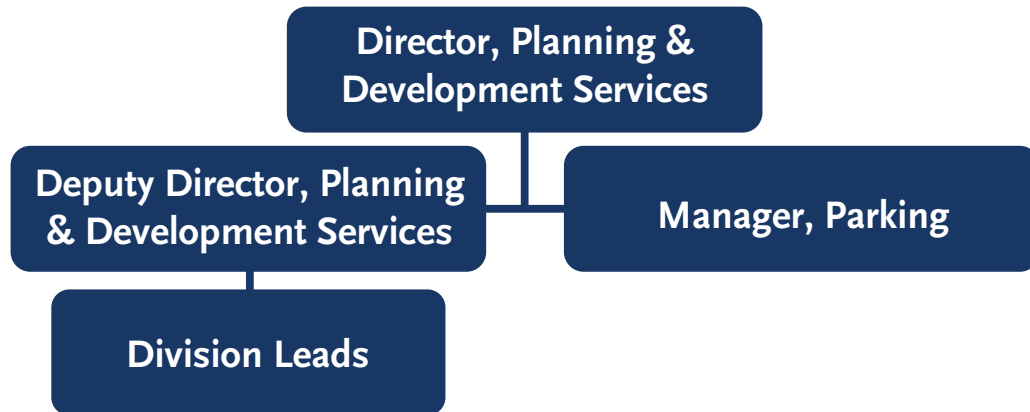 Director, Planning &
Development Services
Deputy Director, Planning
& Development Services
Manager, Parking
Division Leads